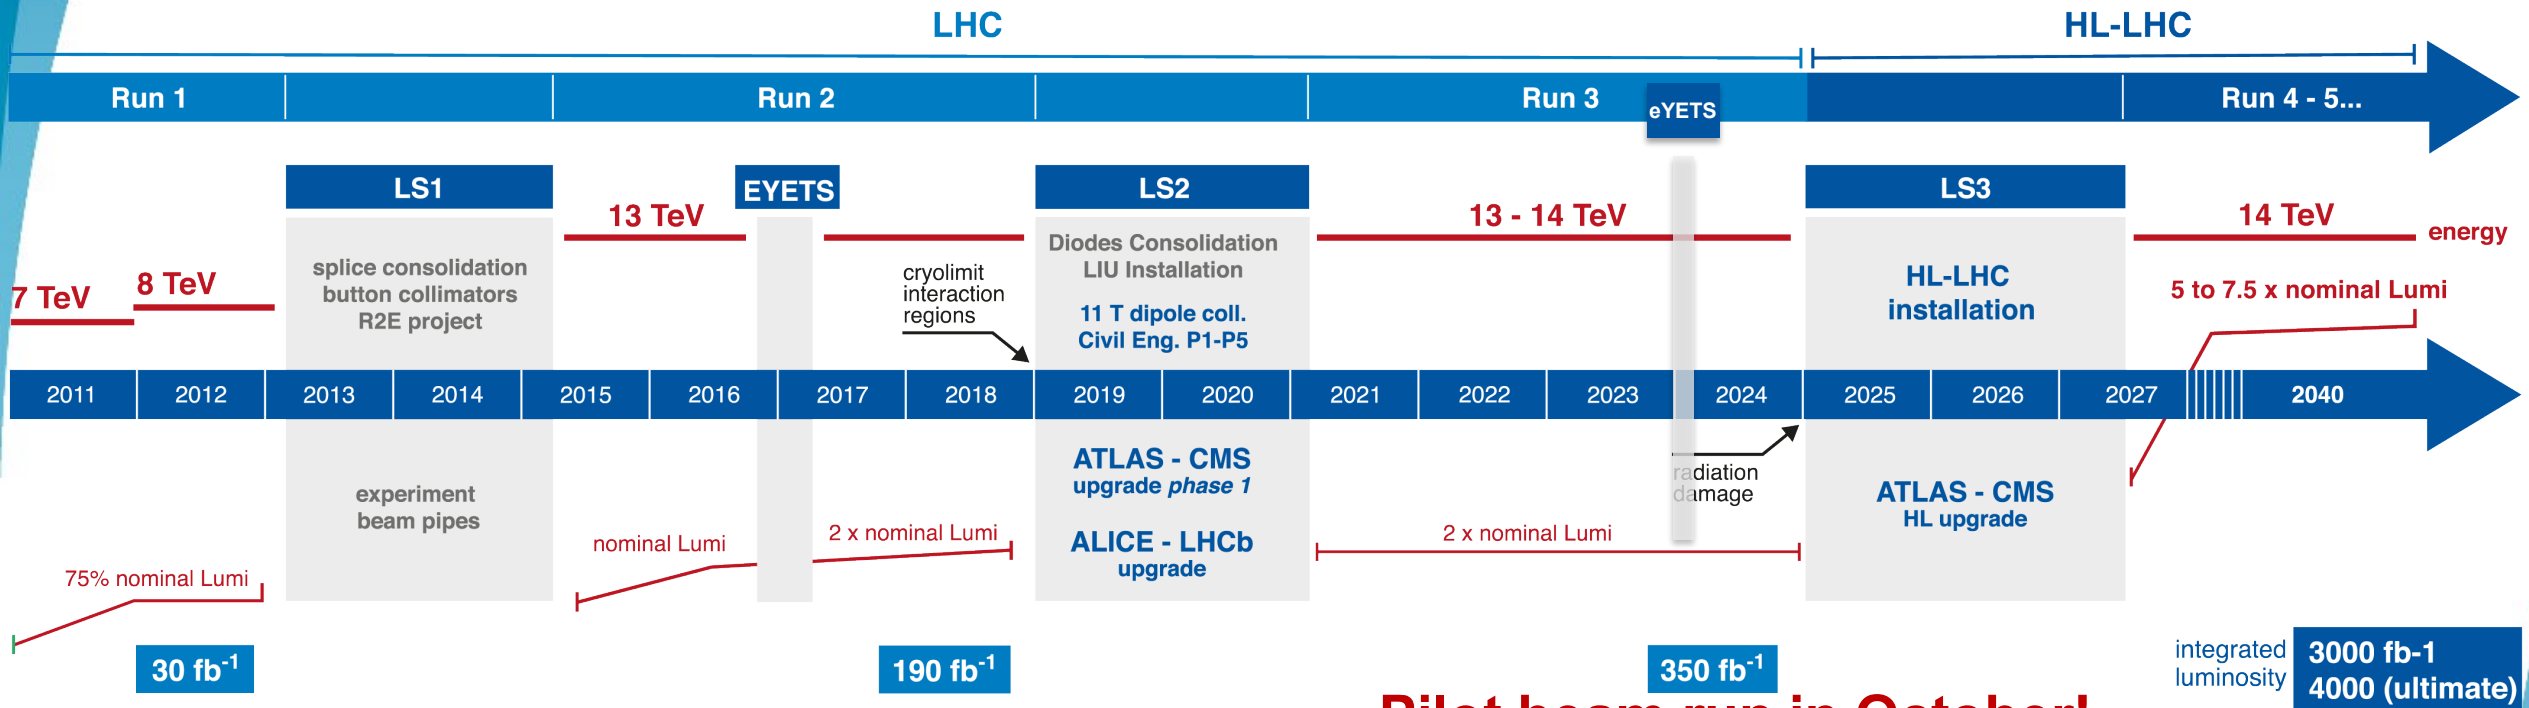 LHC
HL-LHC
Run 1
Run 2
Run 3
eYETS
Run 4 - 5...
LS1
EYETS
LS2
LS3
13 TeV
13 - 14 TeV
14 TeV
energy
7 TeV
8 TeV
splice consolidation
button collimators
R2E project
cryolimit
interaction
regions
Diodes Consolidation
LIU Installation
11 T dipole coll.
Civil Eng. P1-P5
HL-LHC
installation
5 to 7.5 x nominal Lumi
2011
2012
2013
2014
2015
2016
2017
2018
2019
2020
2021
2022
2023
2024
2025
2026
2027
2040
experiment
beam pipes
ATLAS - CMS
upgrade phase 1
ALICE - LHCb
upgrade
radiation
damage
ATLAS - CMS
HL upgrade
75% nominal Lumi
nominal Lumi
2 x nominal Lumi
2 x nominal Lumi
30 fb-1
190 fb-1
350 fb-1
integrated
luminosity
3000 fb-1
4000 (ultimate)
Pilot beam run in October!